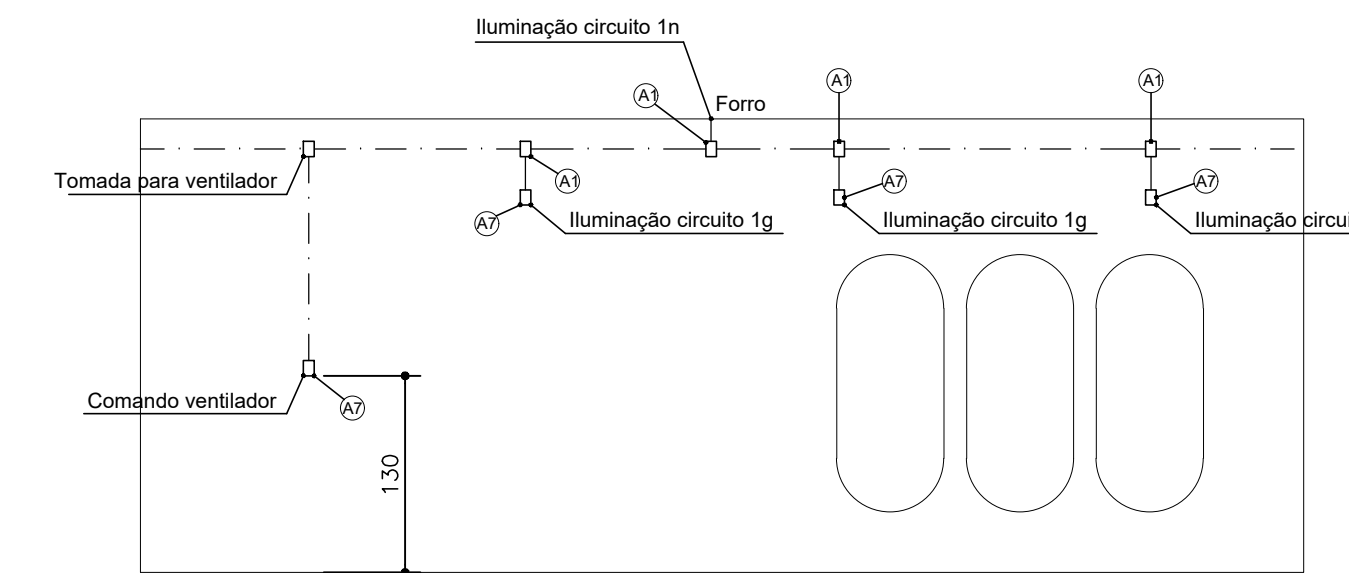 Iluminação circuito 1n
A1
A1
A1
Forro
Tomada para ventilador
A1
A7
A7
A7
Iluminação circuito 1g
Iluminação circuito 1g
Iluminação
Comando ventilador
A7
130